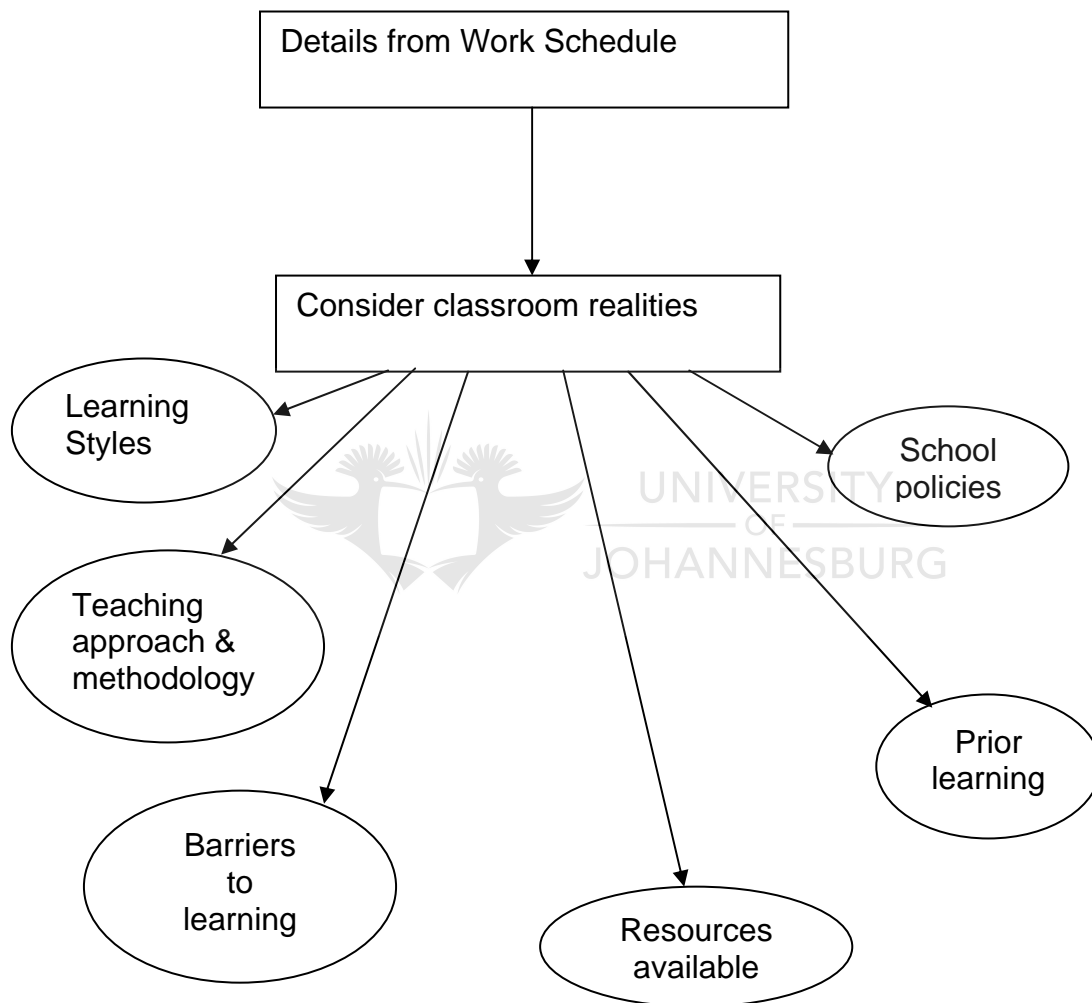 Details from Work Schedule
Consider classroom realities
Learning
Styles
School
policies
UNIVERSITY
OF
JOHANNESBURG
Teaching
approach &
methodology
Prior
learning
Barriers
to
learning
Resources
available